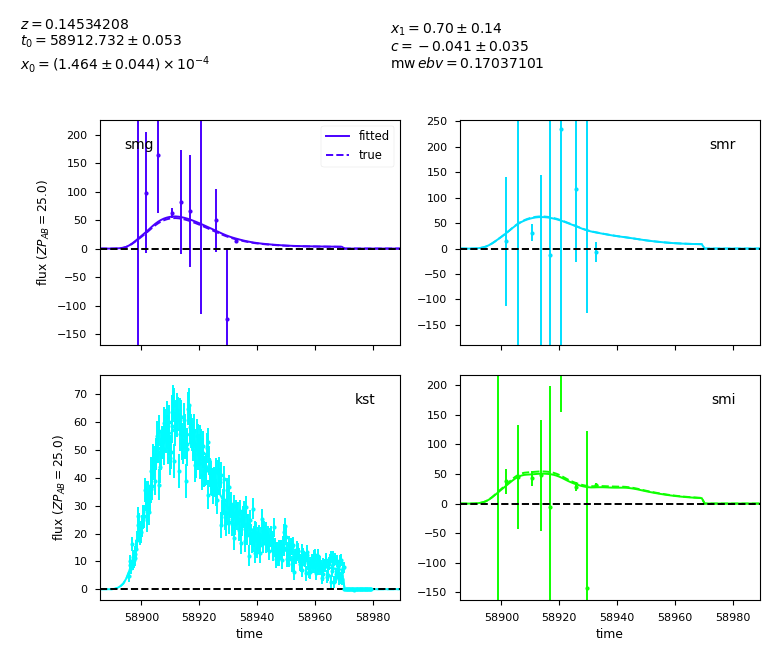 z = 0.14534208
t₀ = 58912.732 ± 0.053
x₀ = (1.464 ± 0.044) × 10⁻⁴
x₁ = 0.70 ± 0.14
c = −0.041 ± 0.035
mw ebv = 0.17037101
smg
fitted
true
200
150
100
50
0
−50
−100
−150
flux (ZP_AB = 25.0)
smr
250
200
150
100
50
0
−50
−100
−150
kst
70
60
50
40
30
20
10
0
flux (ZP_AB = 25.0)
58900 58920 58940 58960 58980
time
smi
200
150
100
50
0
−50
−100
−150
58900 58920 58940 58960 58980
time